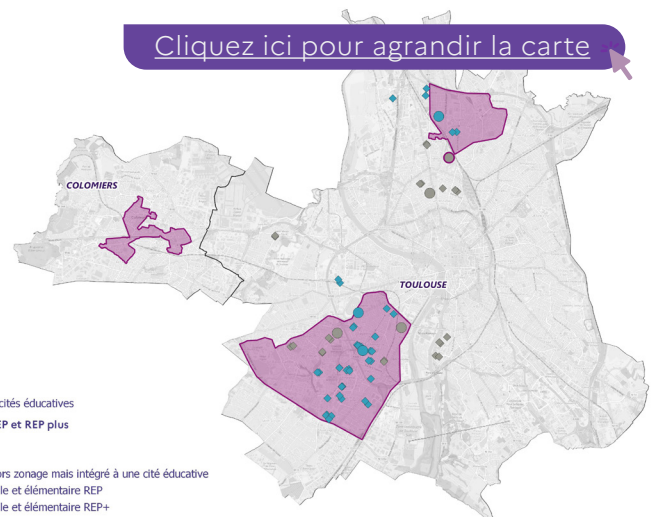 Cliquez ici pour agrandir la carte
COLOMIERS
TOULOUSE
cités éducatives
EP et REP plus
ors zonage mais intégré à une cité éducative
le et élémentaire REP
le et élémentaire REP+